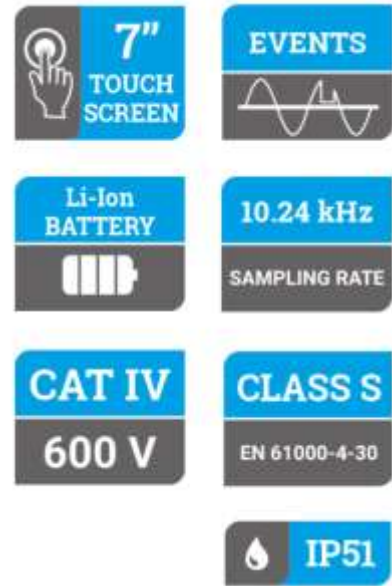 7”
TOUCH
SCREEN
EVENTS
Li-Ion
BATTERY
10.24 kHz
SAMPLING RATE
CAT IV
600 V
CLASS S
EN 61000-4-30
IP51